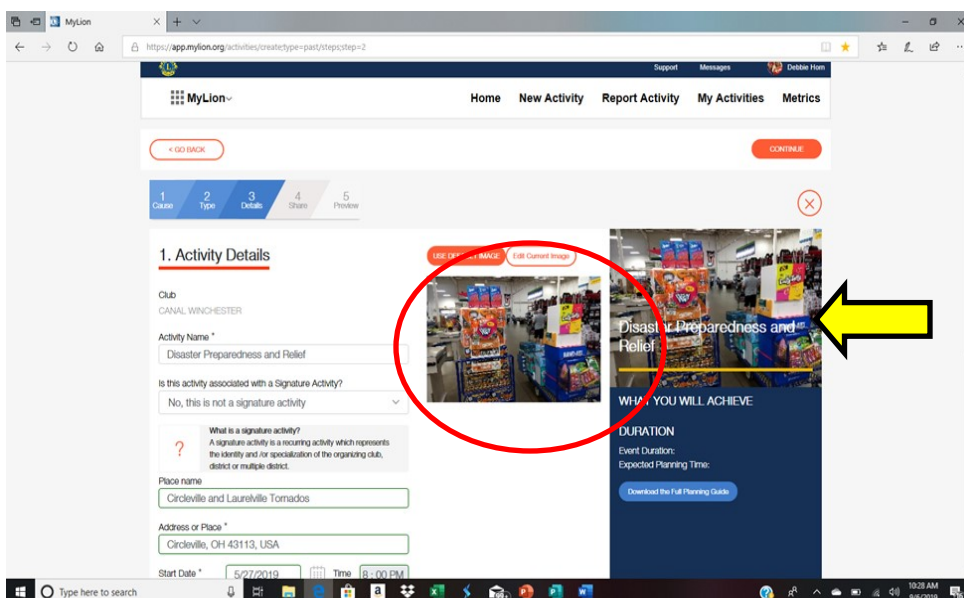 MyLion
https://app.mylion.org/activities/create;type=past/steps;step=2
Support Messages Debbie Horn
MyLion
Home New Activity Report Activity My Activities Metrics
< GO BACK
CONTINUE
1 Cause
2 Type
3 Details
4 Share
5 Preview
1. Activity Details
USE DEFAULT IMAGE
Edit Current Image
Club
CANAL WINCHESTER
Activity Name *
Disaster Preparedness and Relief
Is this activity associated with a Signature Activity?
No, this is not a signature activity
?
What is a signature activity?
A signature activity is a recurring activity which represents
the identity and /or specialization of the organizing club,
district or multiple district.
Place name
Circleville and Laurelville Tornados
Address or Place *
Circleville, OH 43113, USA
Start Date *
5/27/2019
Time
8 : 00 PM
Disaster Preparedness and
Relief
WHAT YOU WILL ACHIEVE
DURATION
Event Duration:
Expected Planning Time:
Download the Full Planning Guide
Type here to search
10:28 AM
9/6/2019